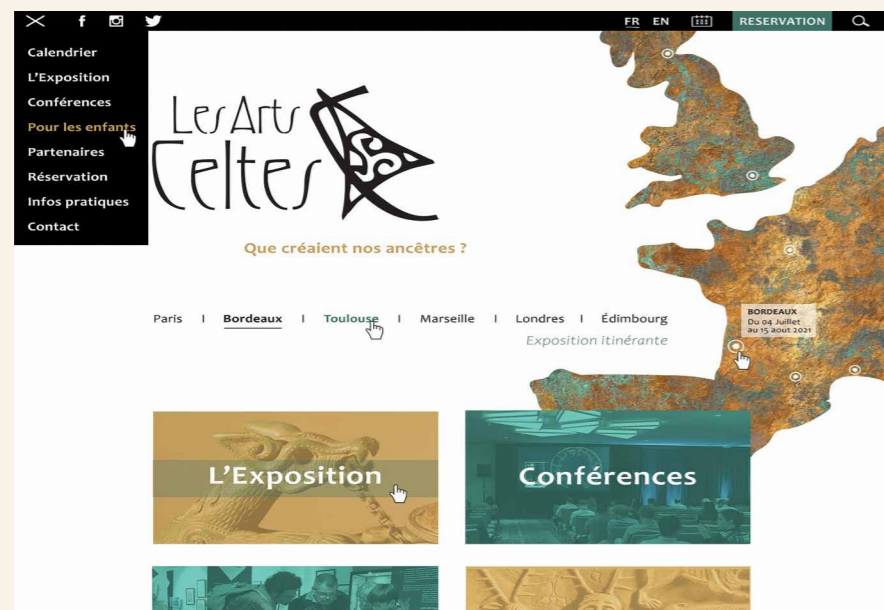 FR EN RESERVATION
Calendrier
L'Exposition
Conférences
Pour les enfants
Partenaires
Réservation
Infos pratiques
Contact
Les Arts
Celtes
Que créaient nos ancêtres ?
Paris I Bordeaux I Toulouse I Marseille I Londres I Édimbourg
Exposition itinérante
BORDEAUX
Du 04 Juillet
au 15 aout 2021
L'Exposition
Conférences